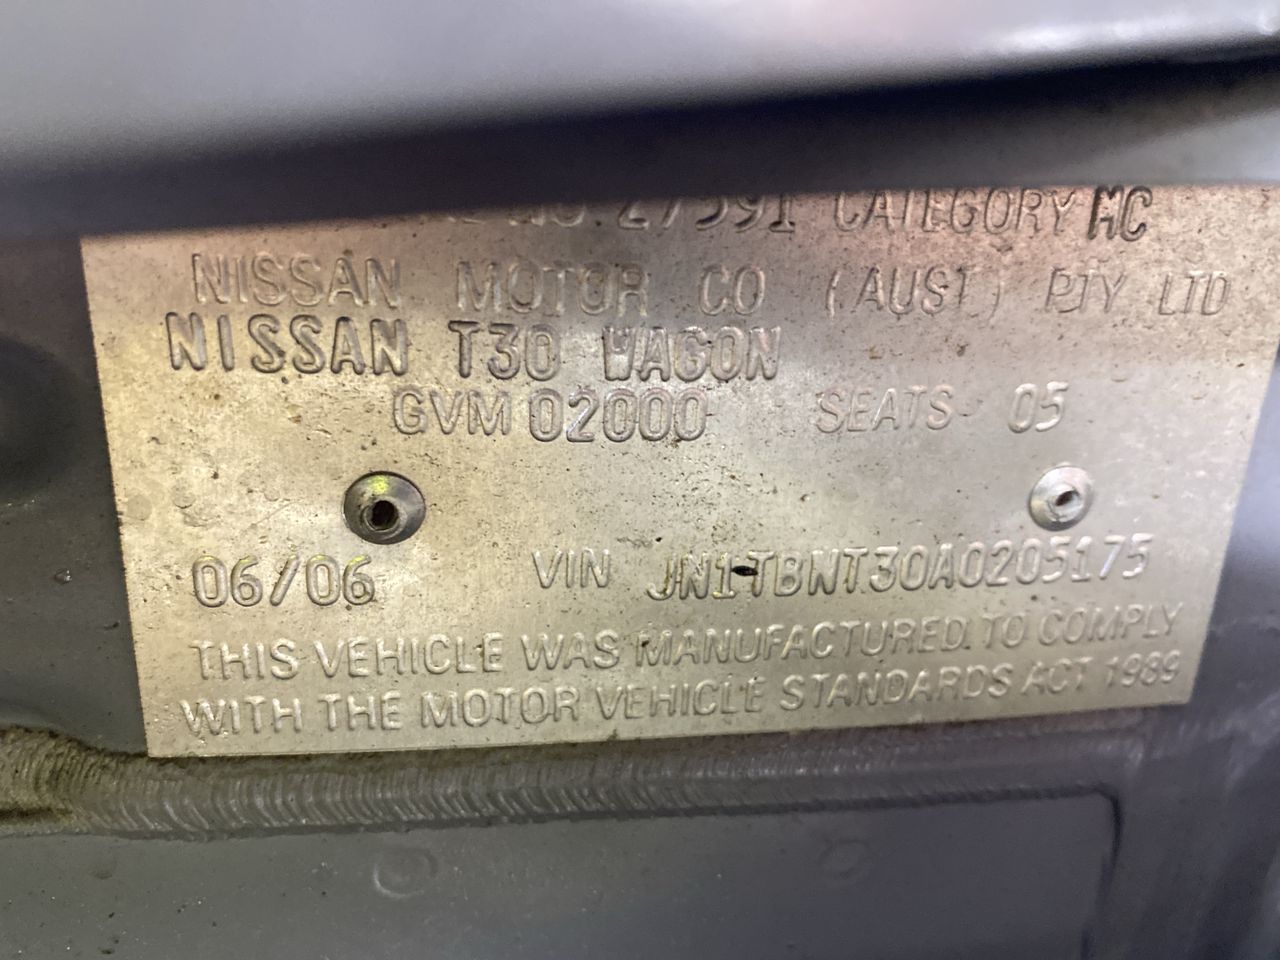 NO. 27591 CATEGORY MC
NISSAN MOTOR CO (AUST) PTY LTD
NISSAN T30 WAGON
GVM 02000 SEATS 05
06/06 VIN JN1TBNT30A0205175
THIS VEHICLE WAS MANUFACTURED TO COMPLY
WITH THE MOTOR VEHICLE STANDARDS ACT 1989